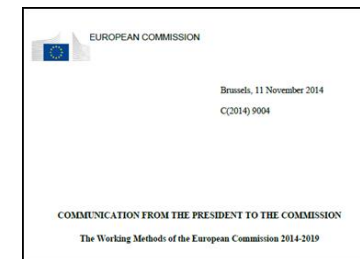 EUROPEAN COMMISSION
Brussels, 11 November 2014
C(2014) 9004
COMMUNICATION FROM THE PRESIDENT TO THE COMMISSION
The Working Methods of the European Commission 2014-2019